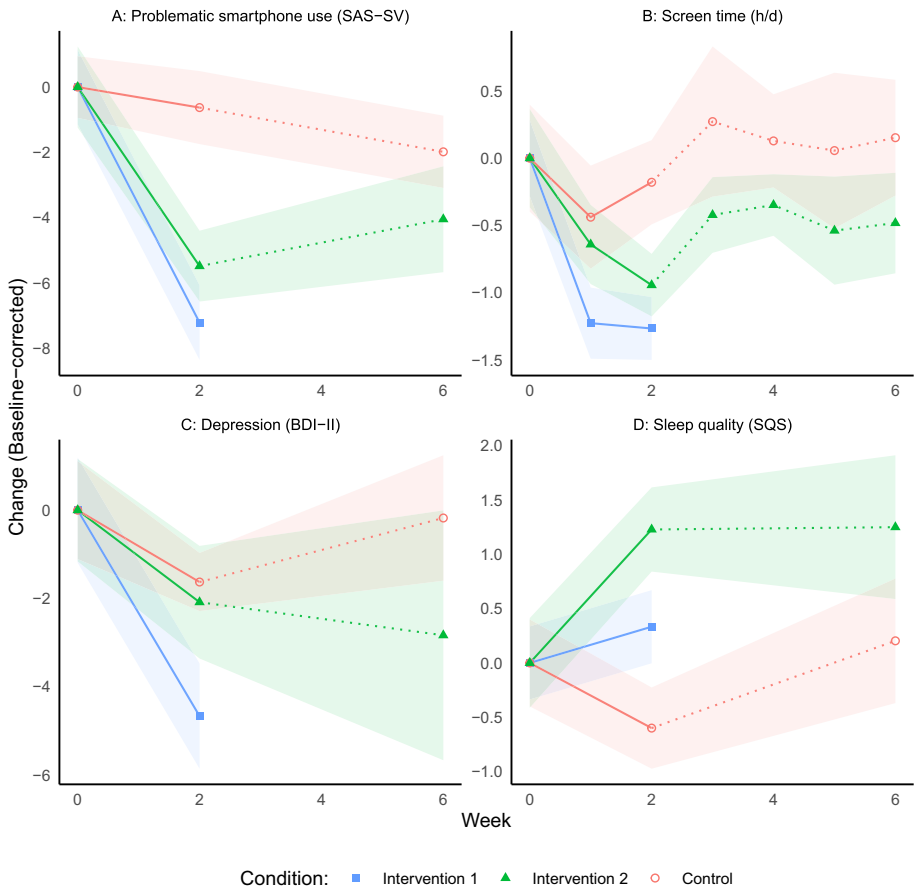 A: Problematic smartphone use (SAS−SV)
0
−2
−4
−6
−8
0 2 4 6
B: Screen time (h/d)
0.5
0.0
−0.5
−1.0
−1.5
0 2 4 6
Change (Baseline−corrected)
C: Depression (BDI−II)
0
−2
−4
−6
0 2 4 6
D: Sleep quality (SQS)
2.0
1.5
1.0
0.5
0.0
−0.5
−1.0
0 2 4 6
Week
Condition: Intervention 1 Intervention 2 Control